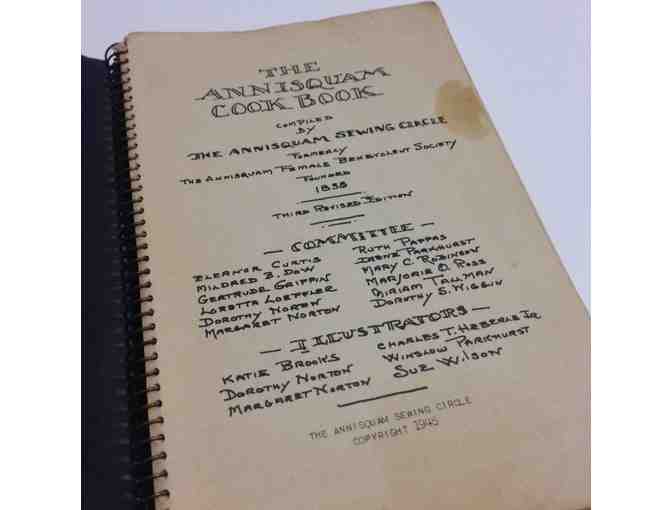 THE
ANNISQUAM
COOK BOOK
COMPILED
BY
THE ANNISQUAM SEWING CIRCLE
FORMERLY
THE ANNISQUAM FEMALE BENEVOLENT SOCIETY
FOUNDED
1838
THIRD REVISED EDITION
— COMMITTEE —
ELEANOR CURTIS
MILDRED B. DOW
GERTRUDE GRIFFIN
LORETTA LOEFFLER
DOROTHY NORTON
MARGARET NORTON
RUTH PAPPAS
IRENE PARKHURST
MARY C. ROBINSON
MARJORIE O. ROSS
MIRIAM TALLMAN
DOROTHY S. WIGGIN
— ILLUSTRATORS —
KATIE BROOKS
DOROTHY NORTON
MARGARET NORTON
CHARLES T. HEBERLE JR.
WINSLOW PARKHURST
SUE WILSON
THE ANNISQUAM SEWING CIRCLE
COPYRIGHT 1945